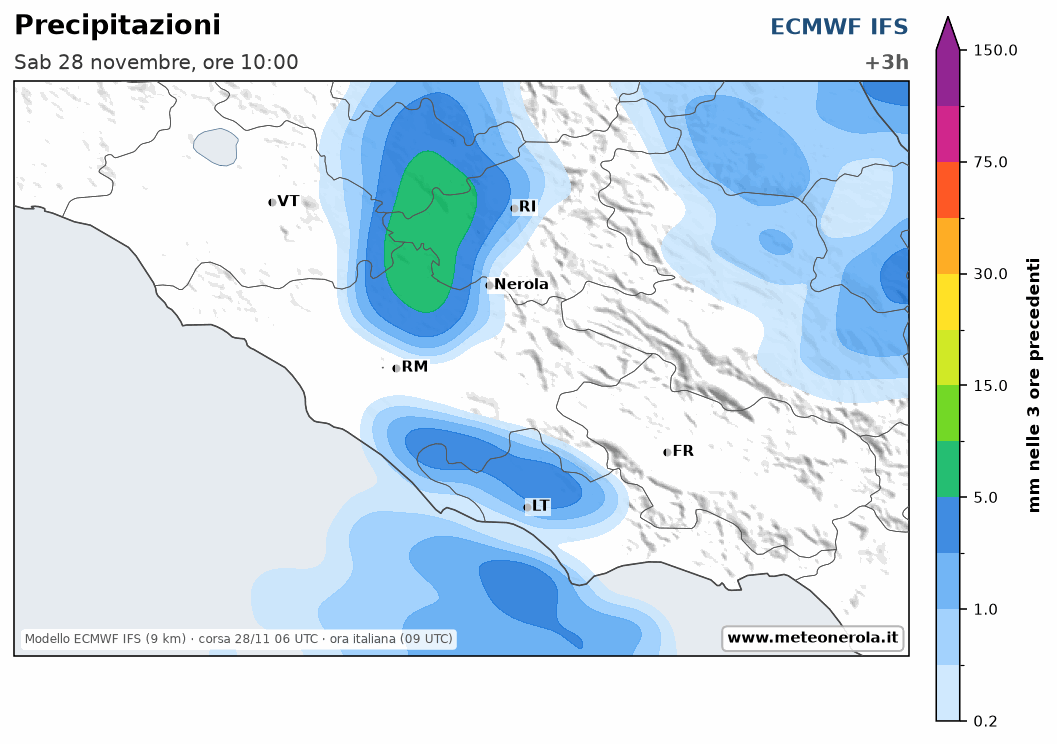 Precipitazioni
ECMWF IFS
Sab 28 novembre, ore 10:00
+3h
150.0
75.0
30.0
15.0
5.0
1.0
0.2
mm nelle 3 ore precedenti
VT
RI
Nerola
RM
FR
LT
Modello ECMWF IFS (9 km) · corsa 28/11 06 UTC · ora italiana (09 UTC)
www.meteonerola.it